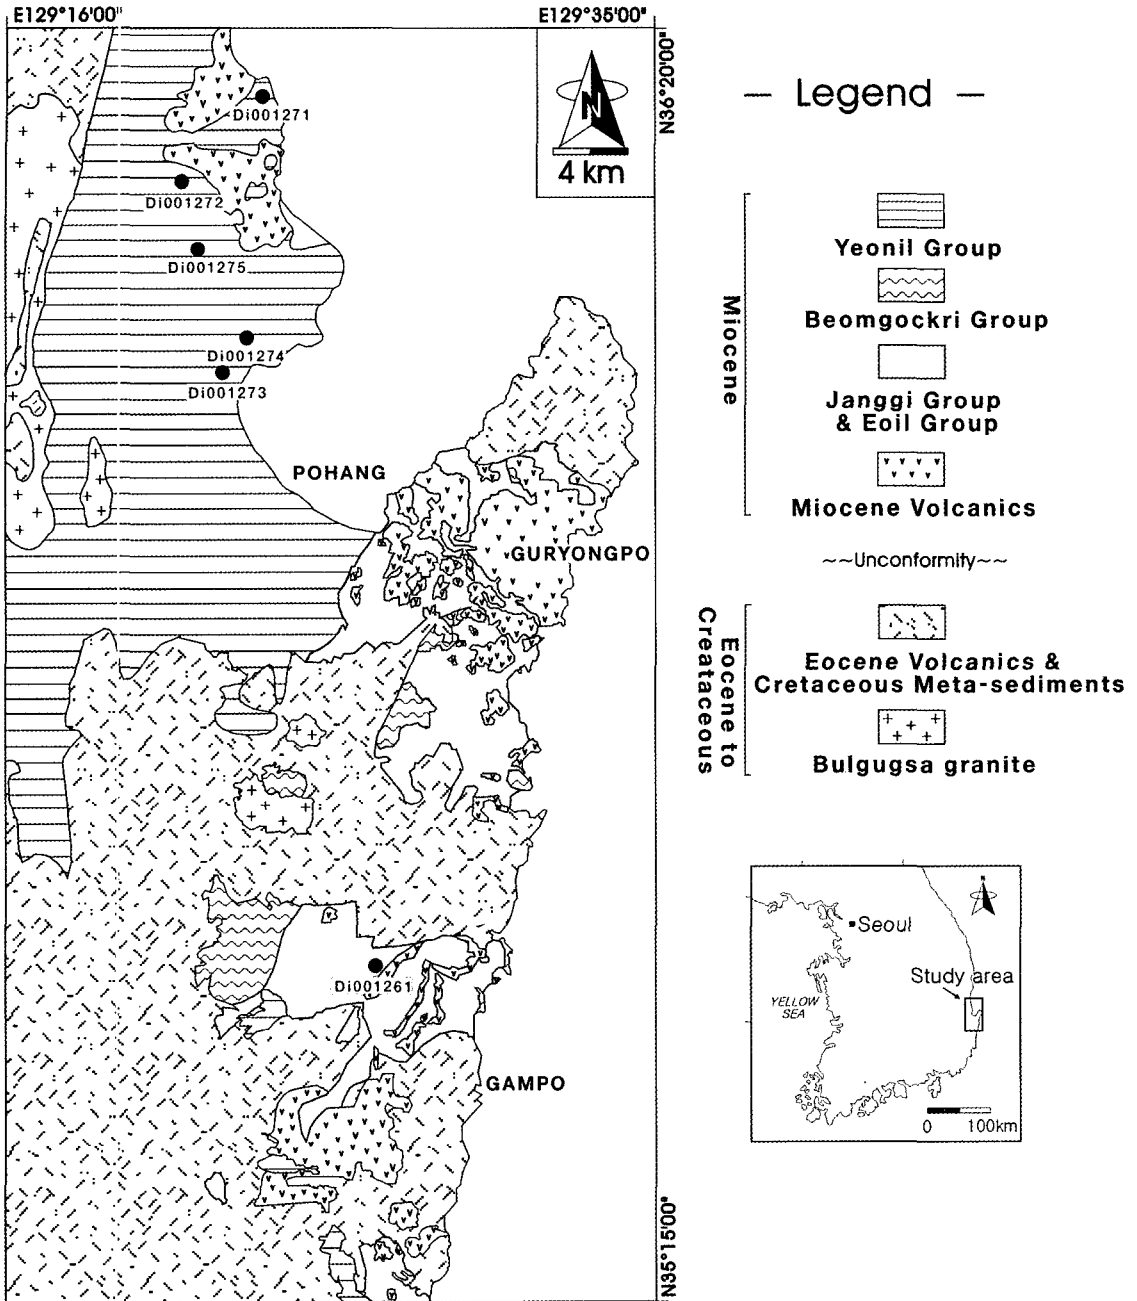 E129°16'00"
E129°35'00"
N36°20'00"
N
4 km
Di001271
Di001272
Di001275
Di001274
Di001273
POHANG
GURYONGPO
Di001261
GAMPO
N35°15'00"
— Legend —
Miocene
Yeonil Group
Beomgockri Group
Janggi Group
& Eoil Group
Miocene Volcanics
~~Unconformity~~
Eocene to
Creataceous
Eocene Volcanics &
Cretaceous Meta-sediments
Bulgugsa granite
Seoul
Study area
YELLOW
SEA
0 100km